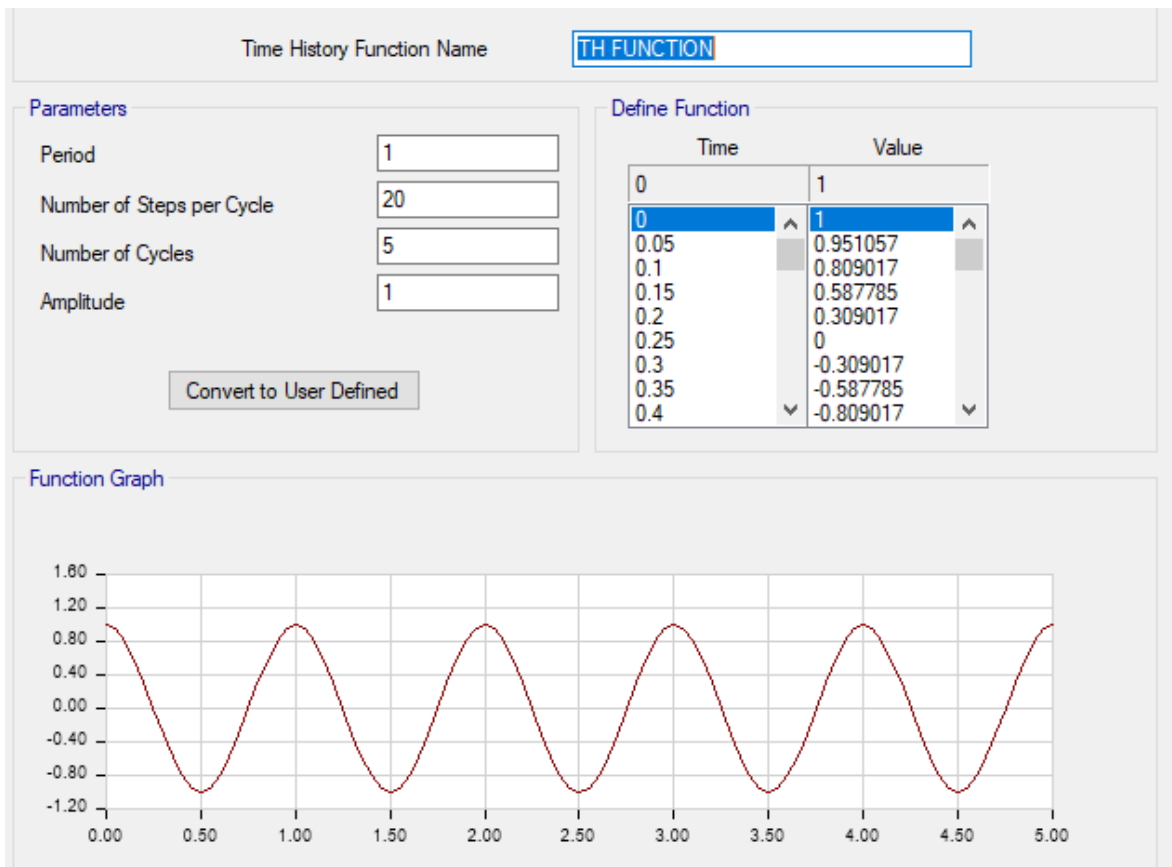 Time History Function Name TH FUNCTION
Parameters
Period 1
Number of Steps per Cycle 20
Number of Cycles 5
Amplitude 1
Convert to User Defined
Define Function
Time Value
0 1
0 1
0.05 0.951057
0.1 0.809017
0.15 0.587785
0.2 0.309017
0.25 0
0.3 -0.309017
0.35 -0.587785
0.4 -0.809017
Function Graph
1.60
1.20
0.80
0.40
0.00
-0.40
-0.80
-1.20
0.00 0.50 1.00 1.50 2.00 2.50 3.00 3.50 4.00 4.50 5.00